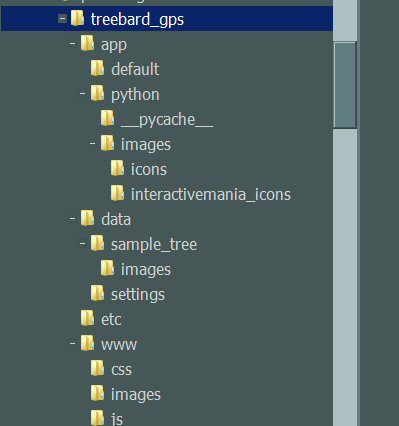 treebard_gps
app
default
python
__pycache__
images
icons
interactivemania_icons
data
sample_tree
images
settings
etc
www
css
images
js